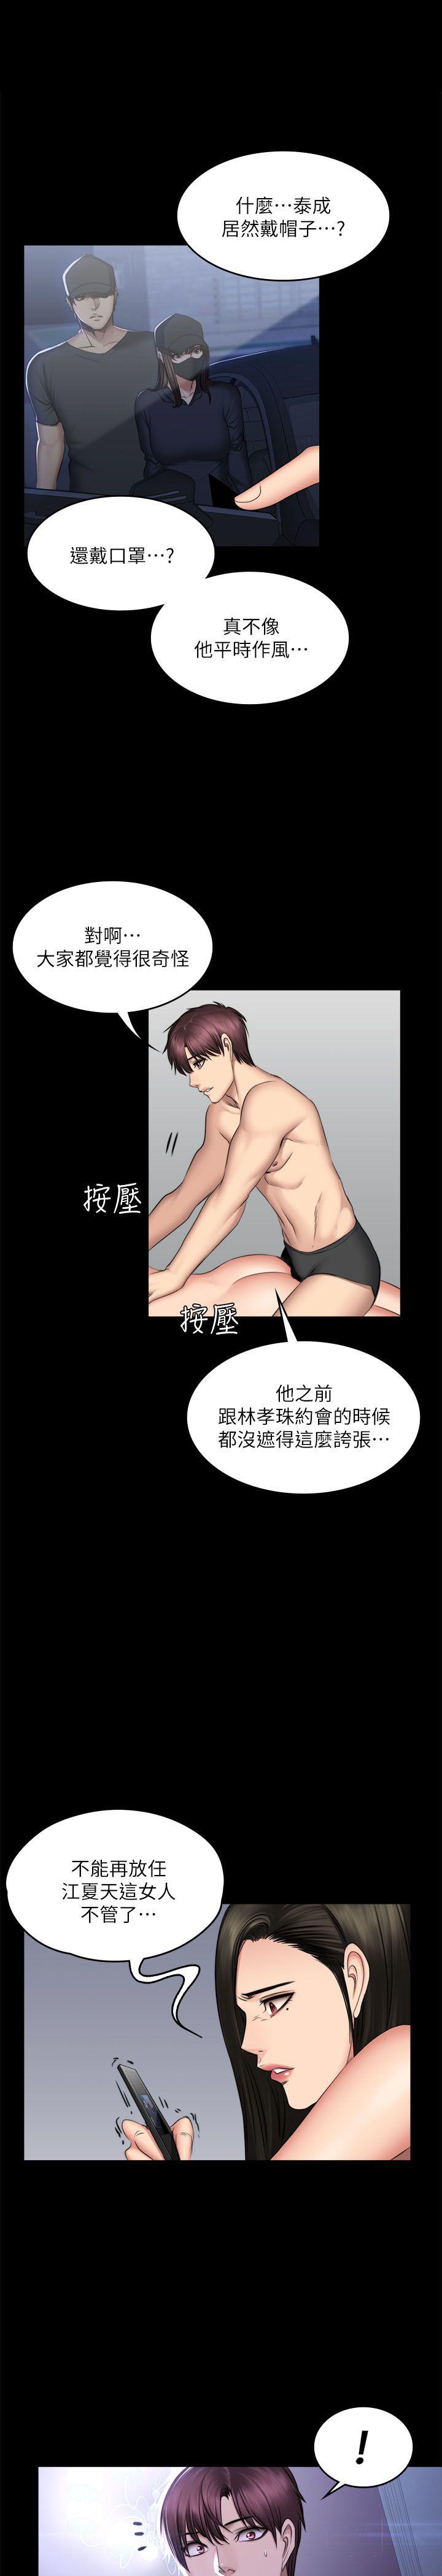 什麼⋯泰成
居然戴帽子⋯?
還戴口罩⋯?
真不像
他平時作風⋯
對啊⋯
大家都覺得很奇怪
按壓
按壓
他之前
跟林孝珠約會的時候
都沒遮得這麼誇張⋯
不能再放任
江夏天這女人
不管了⋯
!